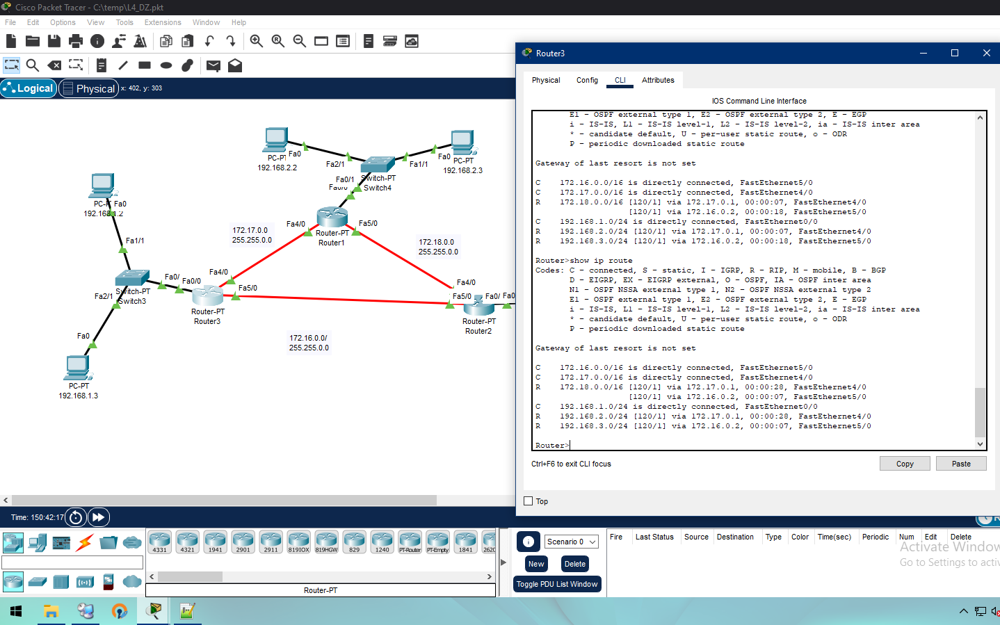 Cisco Packet Tracer - C:\temp\L4_DZ.pkt
File Edit Options View Tools Extensions Window Help
Logical Physical x: 402, y: 303
PC-PT
192.168.2.2
Fa0
Fa2/1
Fa0/1
Switch-PT
Switch4
Fa1/1
Fa0
PC-PT
192.168.2.3
Fa0
192.168.1.2
Fa1/1
172.17.0.0
255.255.0.0
Fa4/0
Fa5/0
Router-PT
Router1
172.18.0.0
255.255.0.0
Fa0/
Fa0/0
Switch-PT
Switch3
Fa2/1
Fa4/0
Fa5/0
Router-PT
Router3
Fa4/0
Fa5/0
Fa0/
Fa0
Router-PT
Router2
172.16.0.0/
255.255.0.0
Fa0
PC-PT
192.168.1.3
Router3
Physical Config CLI Attributes
IOS Command Line Interface
E1 - OSPF external type 1, E2 - OSPF external type 2, E - EGP
i - IS-IS, L1 - IS-IS level-1, L2 - IS-IS level-2, ia - IS-IS inter area
* - candidate default, U - per-user static route, o - ODR
P - periodic downloaded static route
Gateway of last resort is not set
C 172.16.0.0/16 is directly connected, FastEthernet5/0
C 172.17.0.0/16 is directly connected, FastEthernet4/0
R 172.18.0.0/16 [120/1] via 172.17.0.1, 00:00:07, FastEthernet4/0
[120/1] via 172.16.0.2, 00:00:18, FastEthernet5/0
C 192.168.1.0/24 is directly connected, FastEthernet0/0
R 192.168.2.0/24 [120/1] via 172.17.0.1, 00:00:07, FastEthernet4/0
R 192.168.3.0/24 [120/1] via 172.16.0.2, 00:00:18, FastEthernet5/0
Router>show ip route
Codes: C - connected, S - static, I - IGRP, R - RIP, M - mobile, B - BGP
D - EIGRP, EX - EIGRP external, O - OSPF, IA - OSPF inter area
N1 - OSPF NSSA external type 1, N2 - OSPF NSSA external type 2
E1 - OSPF external type 1, E2 - OSPF external type 2, E - EGP
i - IS-IS, L1 - IS-IS level-1, L2 - IS-IS level-2, ia - IS-IS inter area
* - candidate default, U - per-user static route, o - ODR
P - periodic downloaded static route
Gateway of last resort is not set
C 172.16.0.0/16 is directly connected, FastEthernet5/0
C 172.17.0.0/16 is directly connected, FastEthernet4/0
R 172.18.0.0/16 [120/1] via 172.17.0.1, 00:00:28, FastEthernet4/0
[120/1] via 172.16.0.2, 00:00:07, FastEthernet5/0
C 192.168.1.0/24 is directly connected, FastEthernet0/0
R 192.168.2.0/24 [120/1] via 172.17.0.1, 00:00:28, FastEthernet4/0
R 192.168.3.0/24 [120/1] via 172.16.0.2, 00:00:07, FastEthernet5/0
Router>
Ctrl+F6 to exit CLI focus
Copy Paste
Top
Time: 150:42:17
4331 4321 1941 2901 2911 819IOX 819HGW 829 1240 PT-Router PT-Empty 1841 2620
Router-PT
Scenario 0
New Delete
Toggle PDU List Window
Fire Last Status Source Destination Type Color Time(sec) Periodic Num Edit Delete
Activate Window
Go to Settings to activ